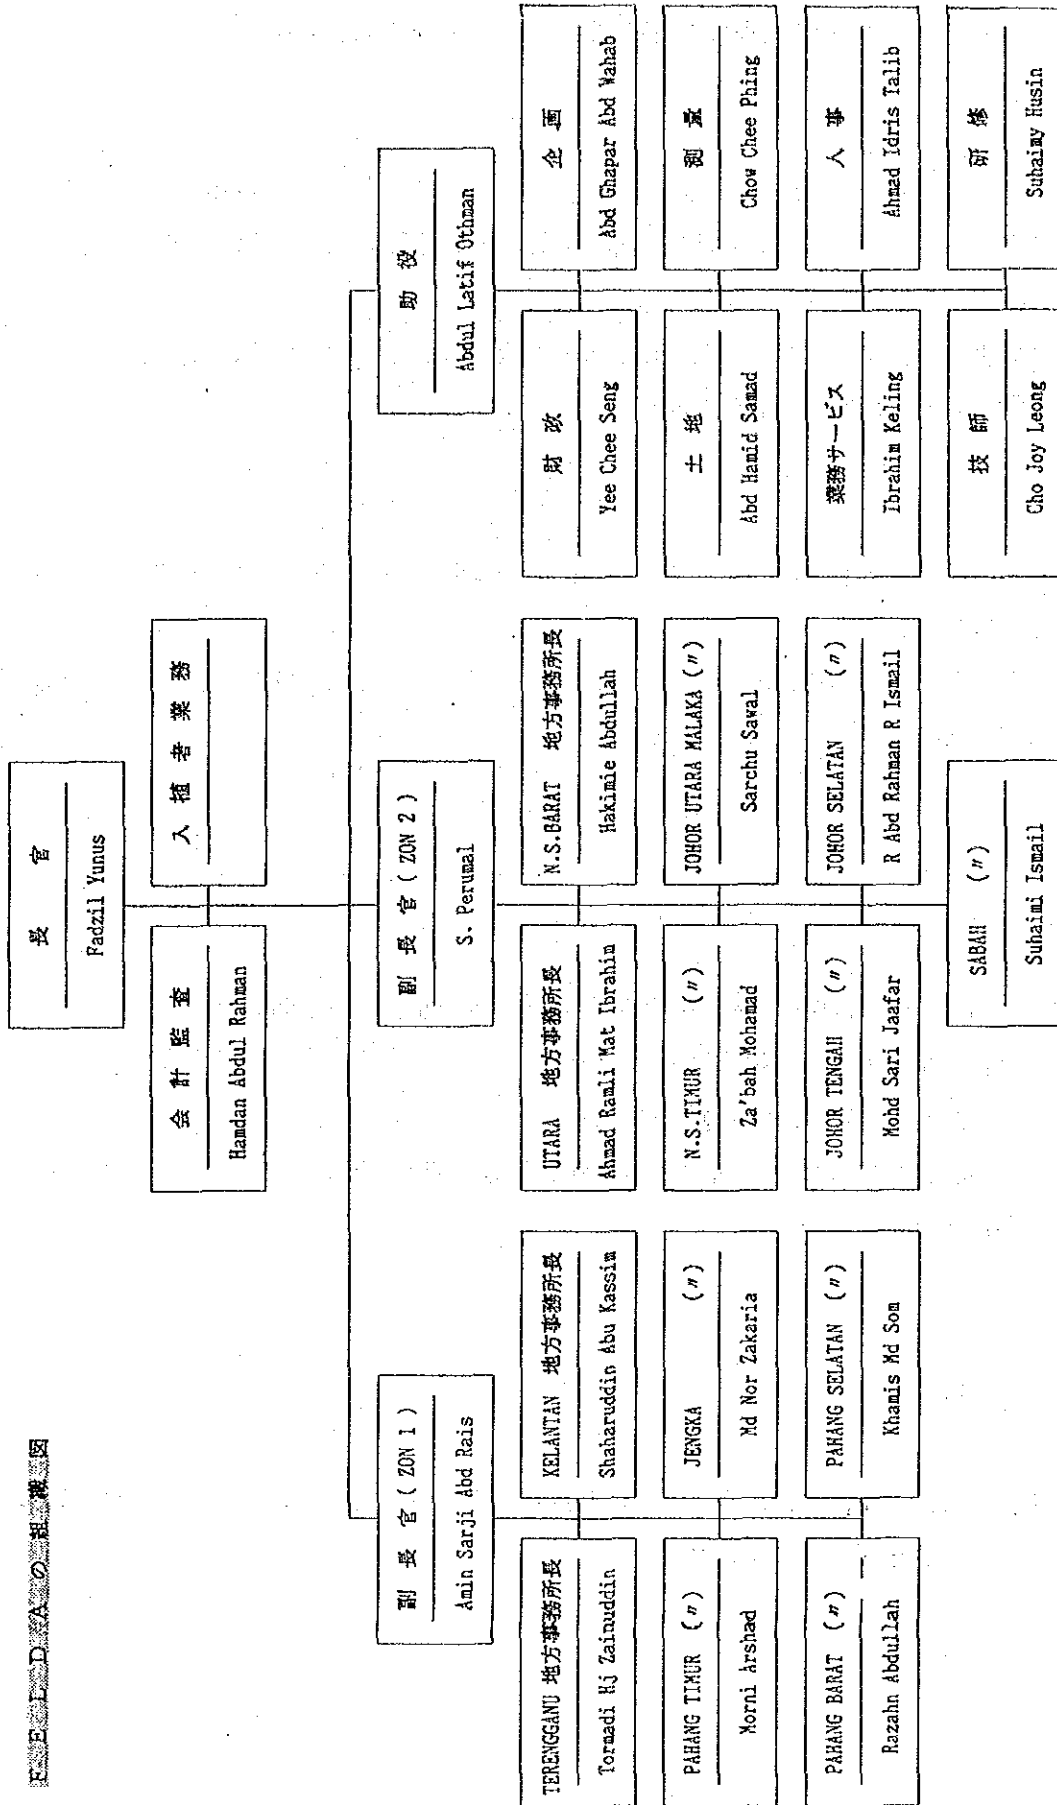 FELDAの組織図
長官
Fadzil Yunus
会計監査
Hamdan Abdul Rahman
入植者業務
副長官(ZON 1)
Amin Sarji Abd Rais
副長官(ZON 2)
S. Perumal
助役
Abdul Latif Othman
TERENGGANU 地方事務所長
Tormadi Hj Zainuddin
KELANTAN 地方事務所長
Shaharuddin Abu Kassim
UTARA 地方事務所長
Ahmad Ramli Mat Ibrahim
N.S.BARAT 地方事務所長
Hakimie Abdullah
財政
Yee Chee Seng
企画
Abd Ghapar Abd Wahab
PAHANG TIMUR (〃)
Morni Arshad
JENGKA (〃)
Md Nor Zakaria
N.S.TIMUR (〃)
Za'bah Mohamad
JOHOR UTARA MALAKA (〃)
Sarchu Sawal
土地
Abd Hamid Samad
測量
Chow Chee Phing
PAHANG BARAT (〃)
Razahn Abdullah
PAHANG SELATAN (〃)
Khamis Md Som
JOHOR TENGAH (〃)
Mohd Sari Jaafar
JOHOR SELATAN (〃)
R Abd Rahman R Ismail
業務サービス
Ibrahim Keling
人事
Ahmad Idris Talib
SABAH (〃)
Suhaimi Ismail
技師
Cho Joy Leong
研修
Suhaimy Husin